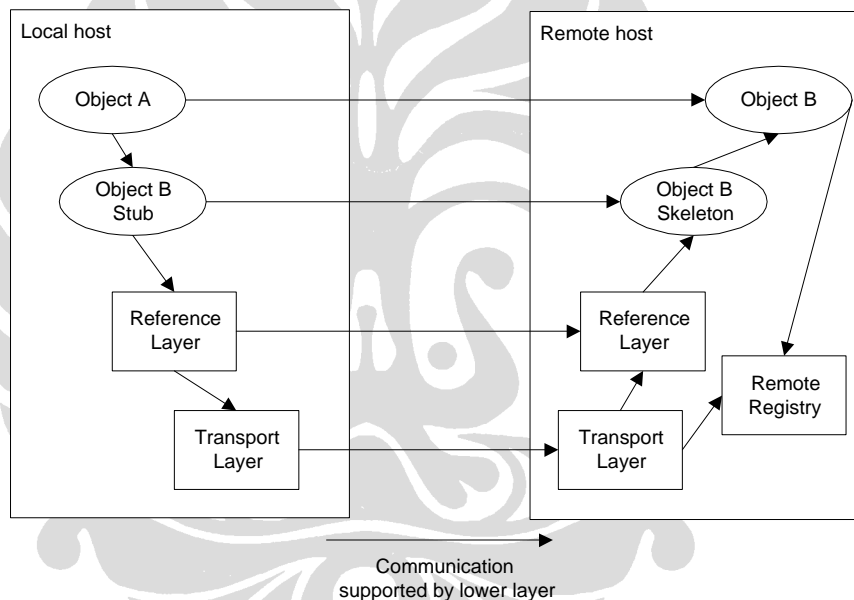 Local host
Remote host
Object A
Object B
Object B
Stub
Object B
Skeleton
Reference
Layer
Reference
Layer
Remote
Registry
Transport
Layer
Transport
Layer
Communication
supported by lower layer